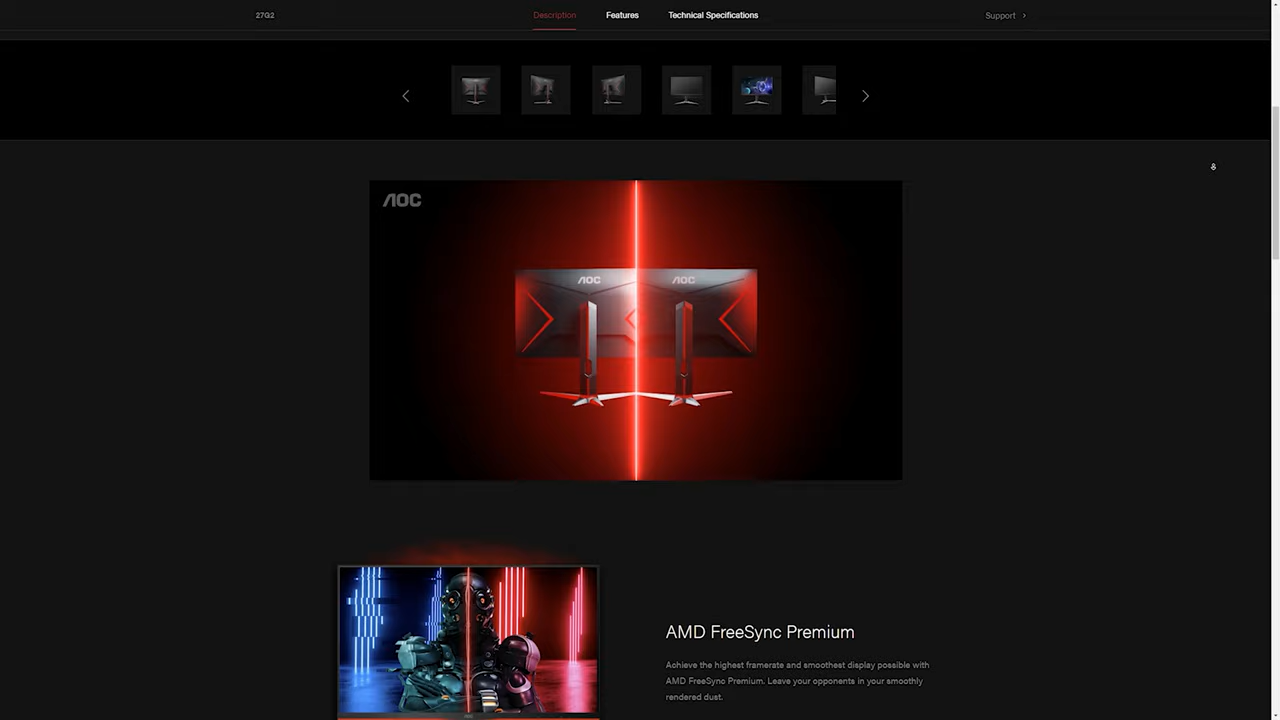 27G2
Description
Features
Technical Specifications
Support
AOC
AOC
AOC
AMD FreeSync Premium
Achieve the highest framerate and smoothest display possible with
AMD FreeSync Premium. Leave your opponents in your smoothly
rendered dust.
AOC